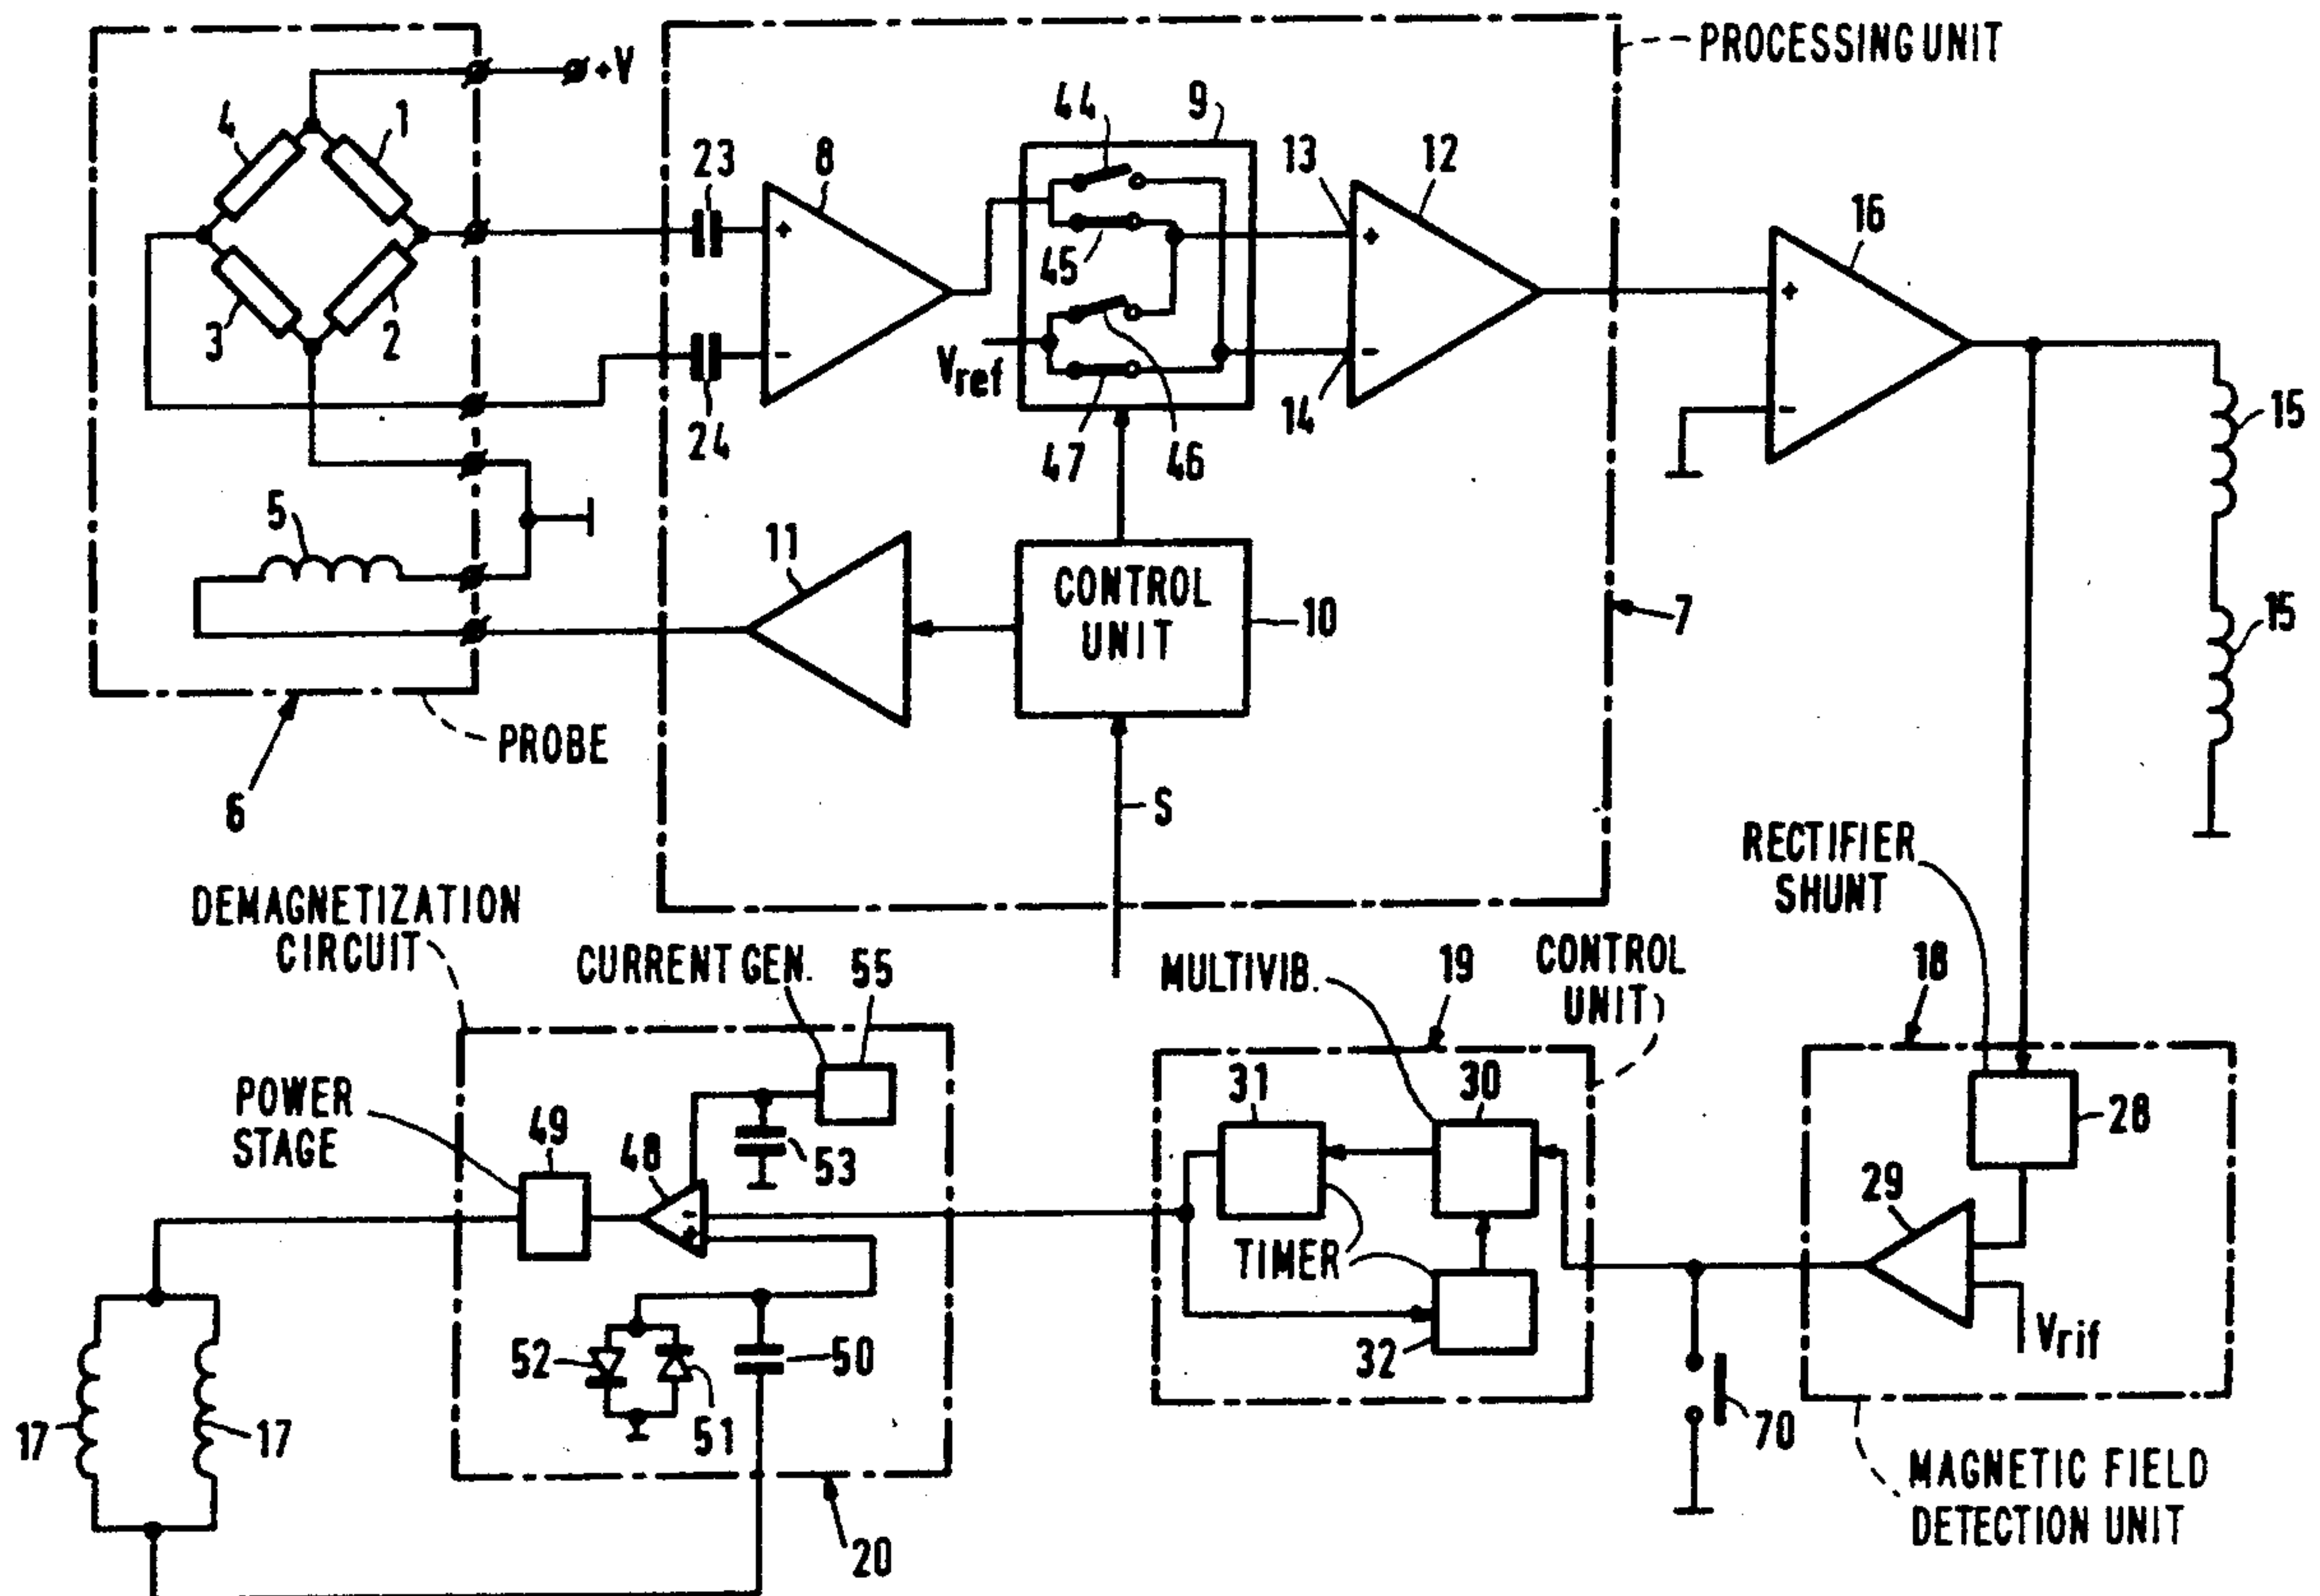 PROCESSING UNIT
+V
4
1
23
8
44
9
13
12
16
+
+
+
45
3
2
-
Vref
-
-
24
47
46
14
15
5
11
CONTROL
UNIT
10
7
15
PROBE
6
S
RECTIFIER
SHUNT
DEMAGNETIZATION
CIRCUIT
CURRENT GEN.
55
MULTIVIB.
19
CONTROL
UNIT
18
POWER
STAGE
49
48
53
31
30
28
29
-
+
TIMER
52
50
32
Vrif
17
17
51
70
20
MAGNETIC FIELD
DETECTION UNIT